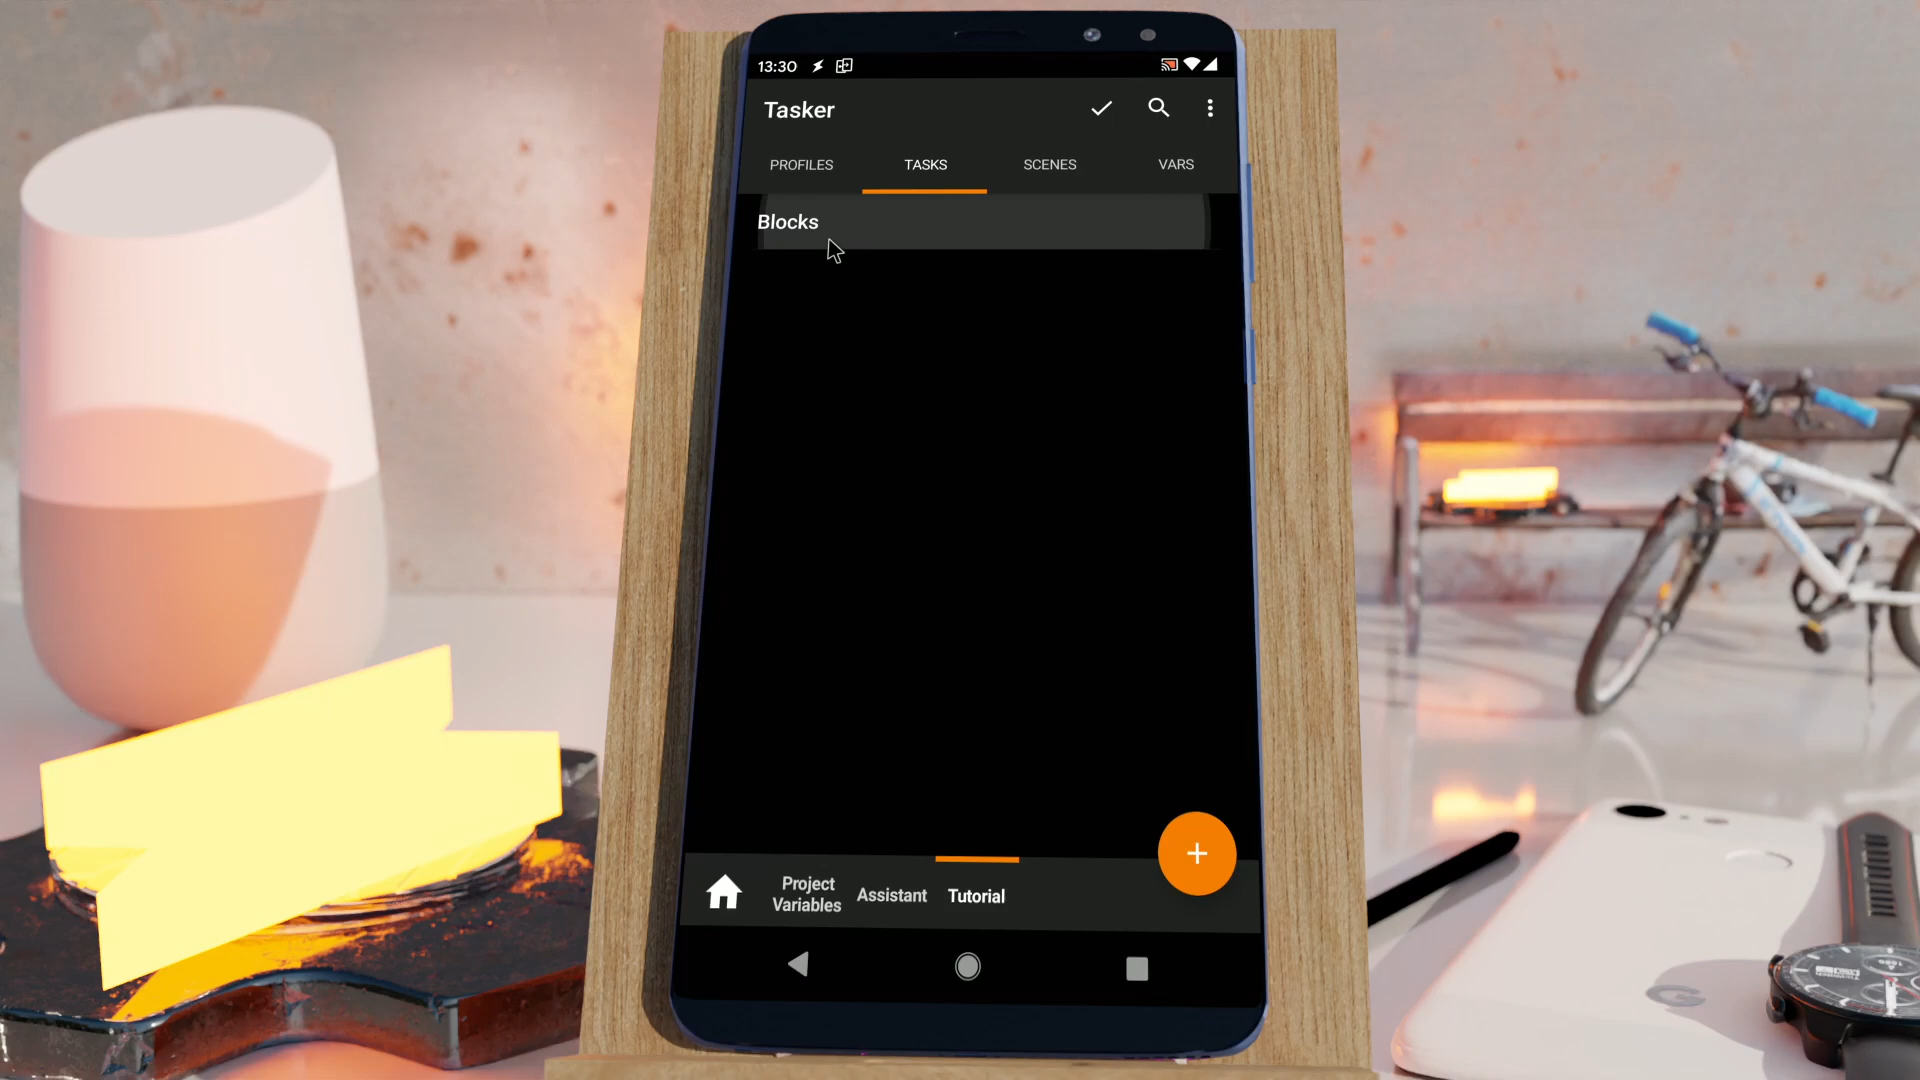 13:30
Tasker
PROFILES TASKS SCENES VARS
Blocks
Project
Variables
Assistant
Tutorial